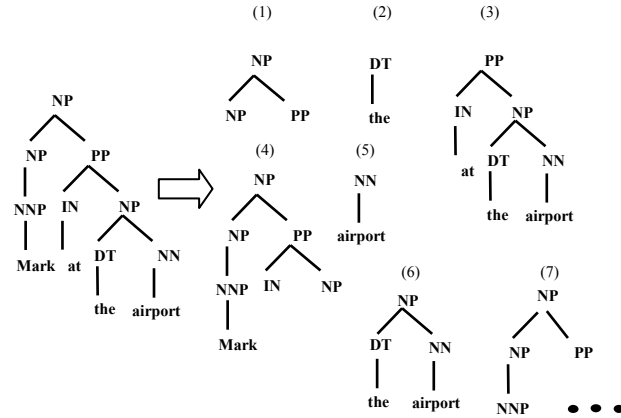 (1) (2) (3)
NP DT PP
NP PP the IN NP
NP at DT NN
NP PP the airport
NNP IN NP
Mark at DT NN
the airport
(4) (5)
NP NN
NP PP airport
NNP IN NP
Mark
(6) (7)
NP NP
DT NN NP PP
the airport NNP